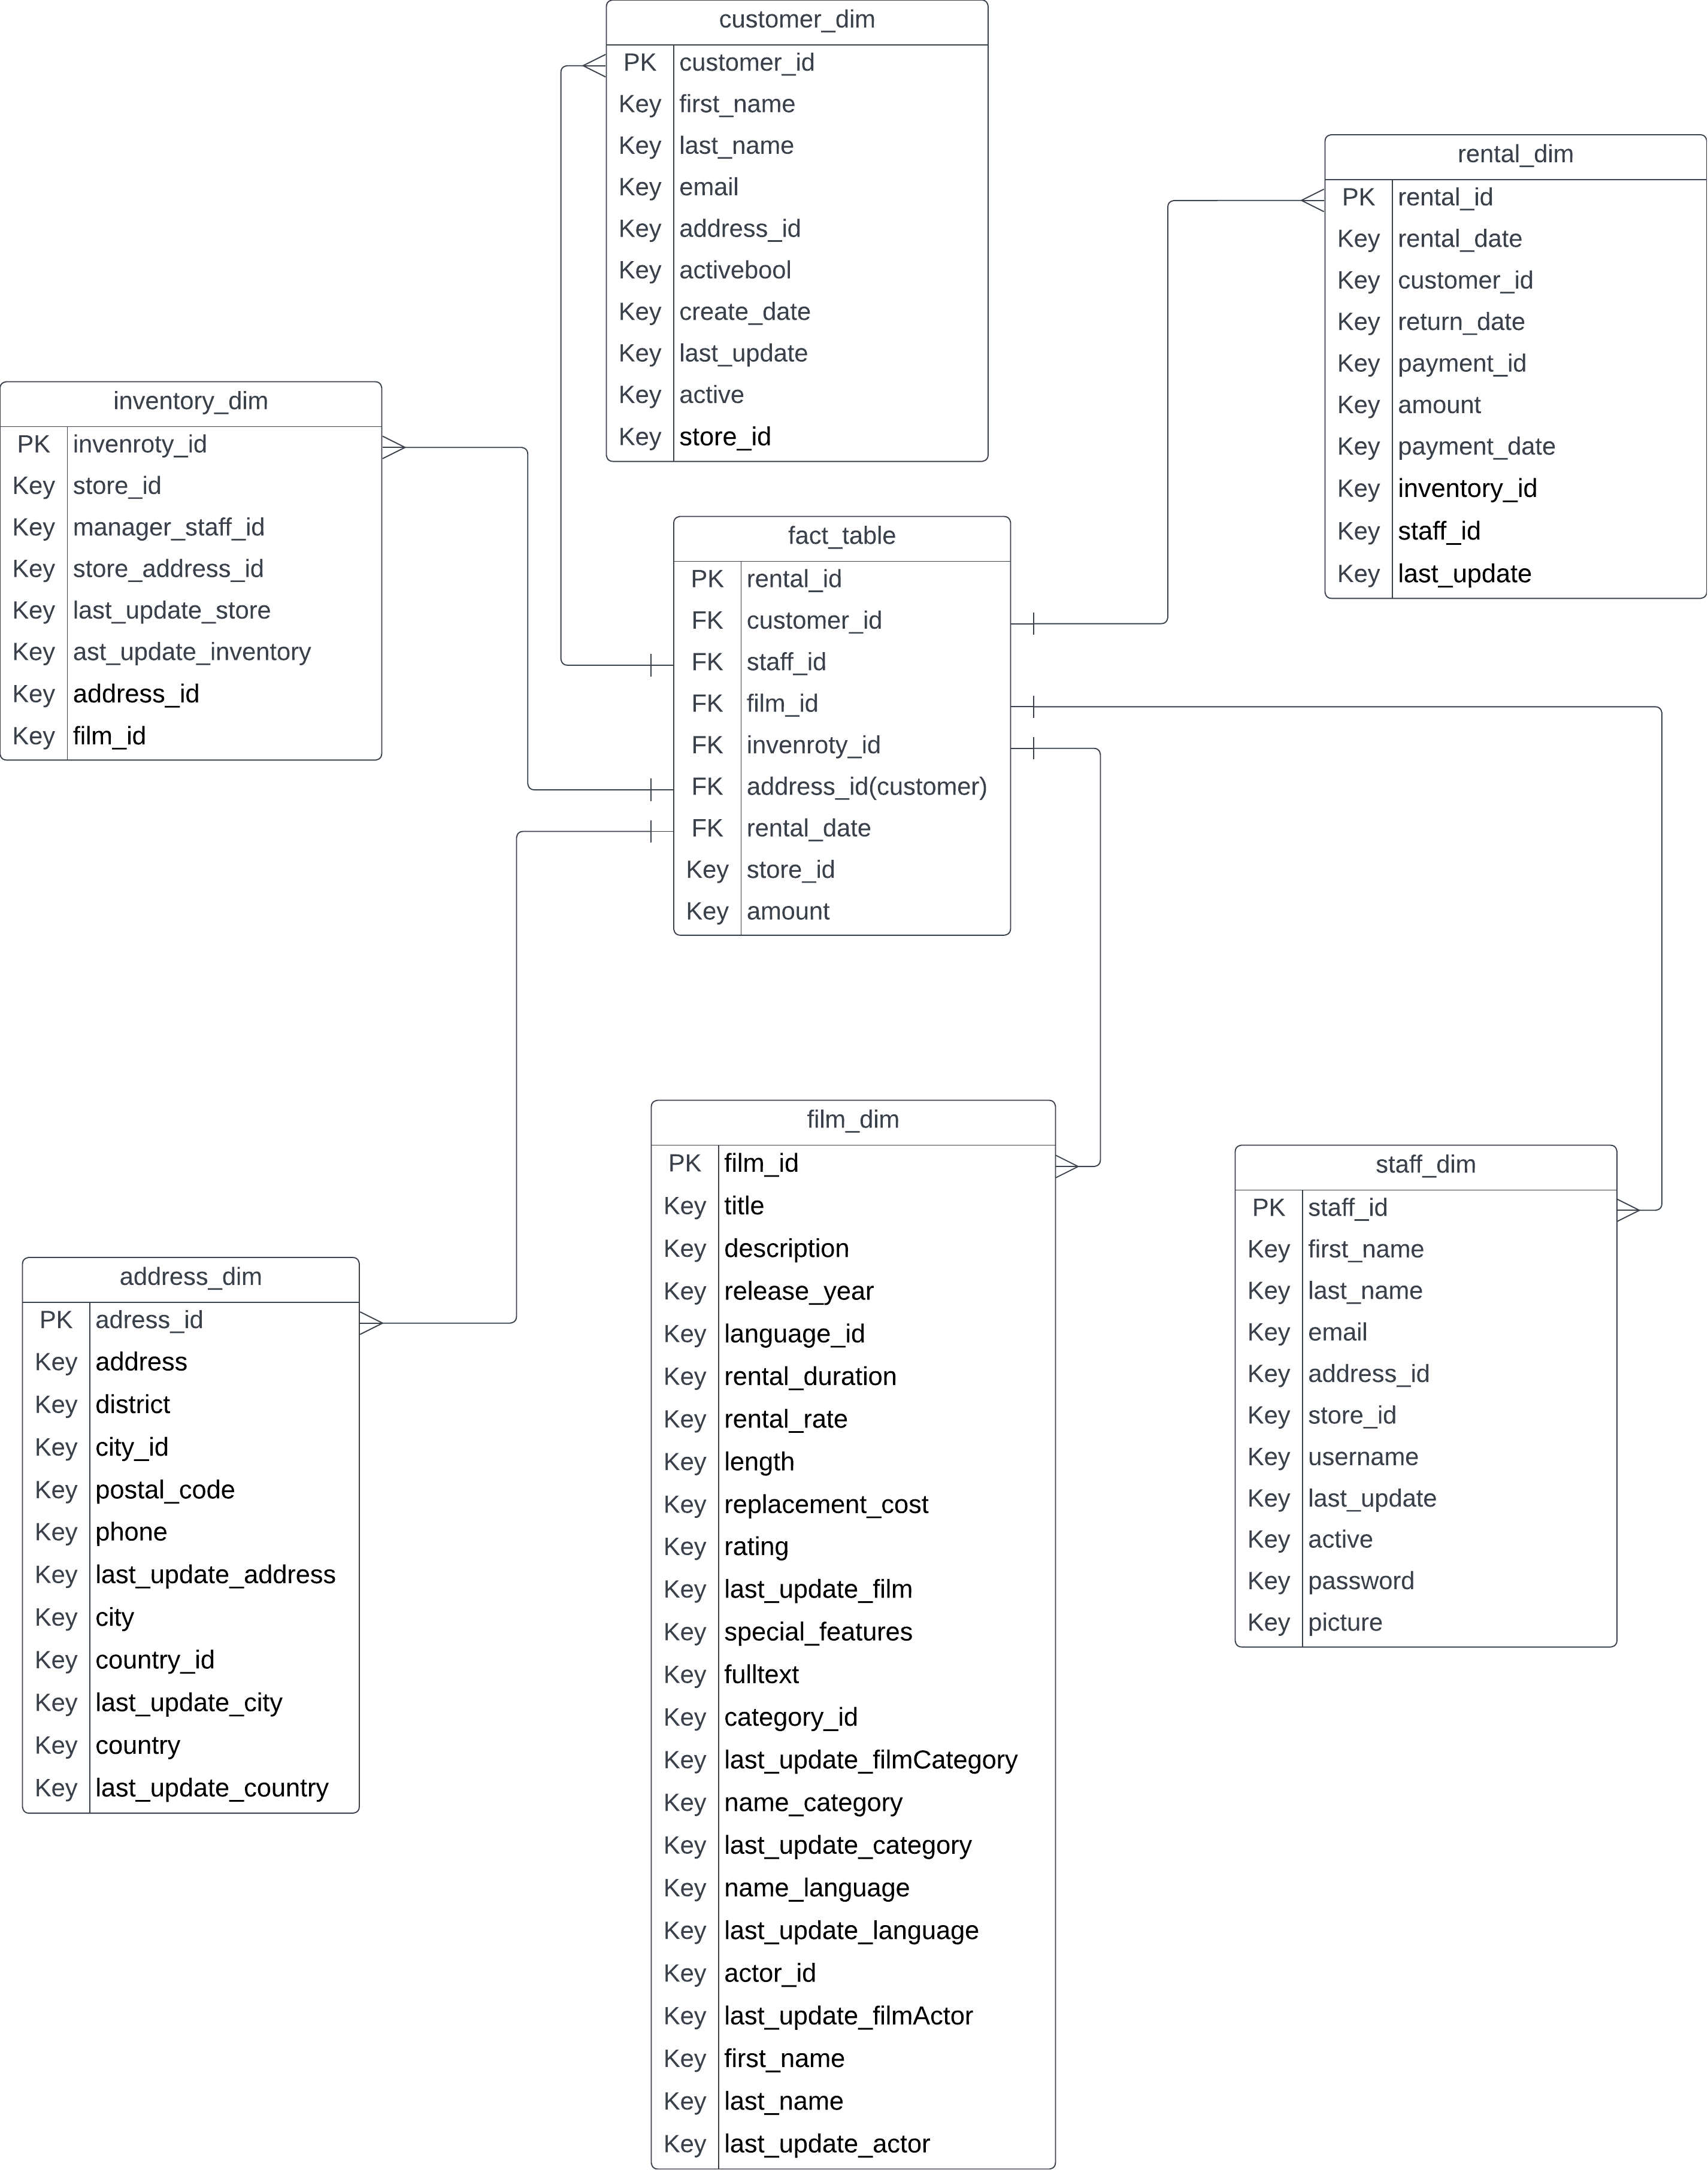 customer_dim
PK customer_id
Key first_name
Key last_name
Key email
Key address_id
Key activebool
Key create_date
Key last_update
Key active
Key store_id
rental_dim
PK rental_id
Key rental_date
Key customer_id
Key return_date
Key payment_id
Key amount
Key payment_date
Key inventory_id
Key staff_id
Key last_update
inventory_dim
PK invenroty_id
Key store_id
Key manager_staff_id
Key store_address_id
Key last_update_store
Key ast_update_inventory
Key address_id
Key film_id
fact_table
PK rental_id
FK customer_id
FK staff_id
FK film_id
FK invenroty_id
FK address_id(customer)
FK rental_date
Key store_id
Key amount
film_dim
PK film_id
Key title
Key description
Key release_year
Key language_id
Key rental_duration
Key rental_rate
Key length
Key replacement_cost
Key rating
Key last_update_film
Key special_features
Key fulltext
Key category_id
Key last_update_filmCategory
Key name_category
Key last_update_category
Key name_language
Key last_update_language
Key actor_id
Key last_update_filmActor
Key first_name
Key last_name
Key last_update_actor
staff_dim
PK staff_id
Key first_name
Key last_name
Key email
Key address_id
Key store_id
Key username
Key last_update
Key active
Key password
Key picture
address_dim
PK adress_id
Key address
Key district
Key city_id
Key postal_code
Key phone
Key last_update_address
Key city
Key country_id
Key last_update_city
Key country
Key last_update_country